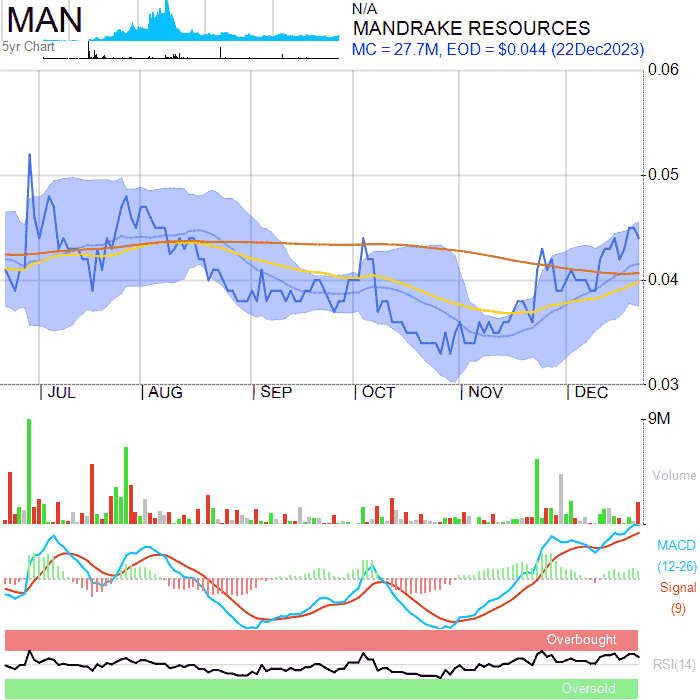 MAN
5yr Chart
N/A
MANDRAKE RESOURCES
MC = 27.7M, EOD = $0.044 (22Dec2023)
0.06
0.05
0.04
0.03
JUL AUG SEP OCT NOV DEC
9M
Volume
MACD
(12-26)
Signal
(9)
Overbought
RSI(14)
Oversold